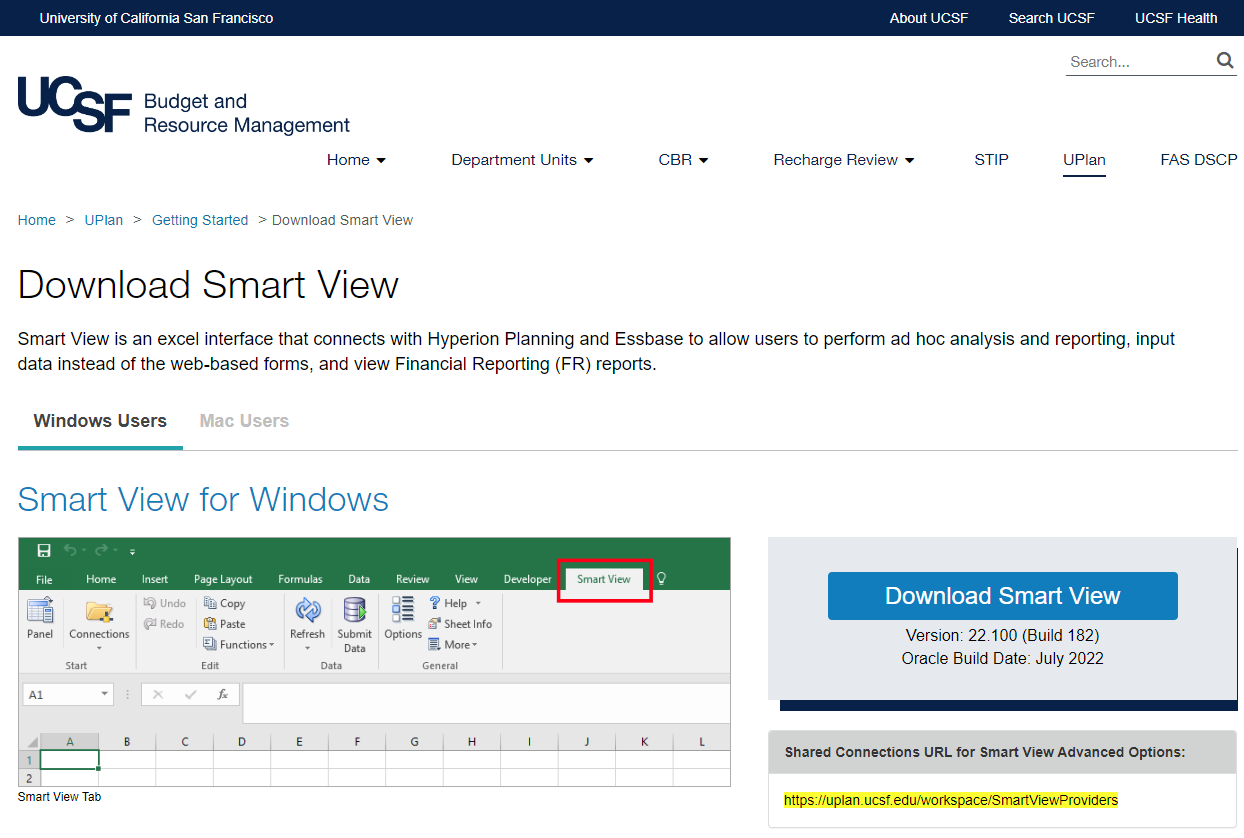 University of California San Francisco
About UCSF
Search UCSF
UCSF Health
Search...
UCSF
Budget and
Resource Management
Home
Department Units
CBR
Recharge Review
STIP
UPlan
FAS DSCP
Home > UPlan > Getting Started > Download Smart View
Download Smart View
Smart View is an excel interface that connects with Hyperion Planning and Essbase to allow users to perform ad hoc analysis and reporting, input
data instead of the web-based forms, and view Financial Reporting (FR) reports.
Windows Users
Mac Users
Smart View for Windows
File Home Insert Page Layout Formulas Data Review View Developer Smart View
Panel
Connections
Start
Undo
Redo
Copy
Paste
Functions
Edit
Refresh
Submit
Data
Data
Options
Help
Sheet Info
More
General
A1
fx
A B C D E F G H I J K L
1
2
Smart View Tab
Download Smart View
Version: 22.100 (Build 182)
Oracle Build Date: July 2022
Shared Connections URL for Smart View Advanced Options:
https://uplan.ucsf.edu/workspace/SmartViewProviders